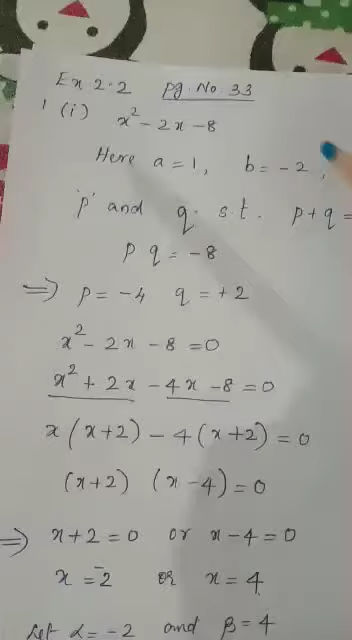 Ex 2.2 pg. No. 33
1 (i) x² - 2x - 8
Here a = 1, b = -2,
'p' and q s.t. p + q =
p q = -8
⇒ p = -4 q = +2
x² - 2x - 8 = 0
x² + 2x - 4x - 8 = 0
x(x+2) - 4(x+2) = 0
(x+2) (x-4) = 0
⇒ x + 2 = 0 or x - 4 = 0
x = -2 or x = 4
Let α = -2 and β = 4